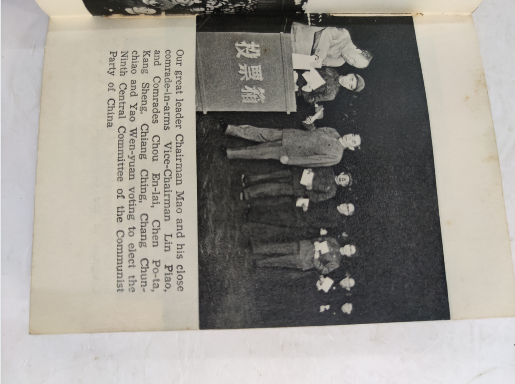 投票箱
Our great leader Chairman Mao and his close
comrade-in-arms Vice-Chairman Lin Piao,
and Comrades Chou En-lai, Chen Po-ta,
Kang Sheng, Chiang Ching, Chang Chun-
chiao and Yao Wen-yuan voting to elect the
Ninth Central Committee of the Communist
Party of China